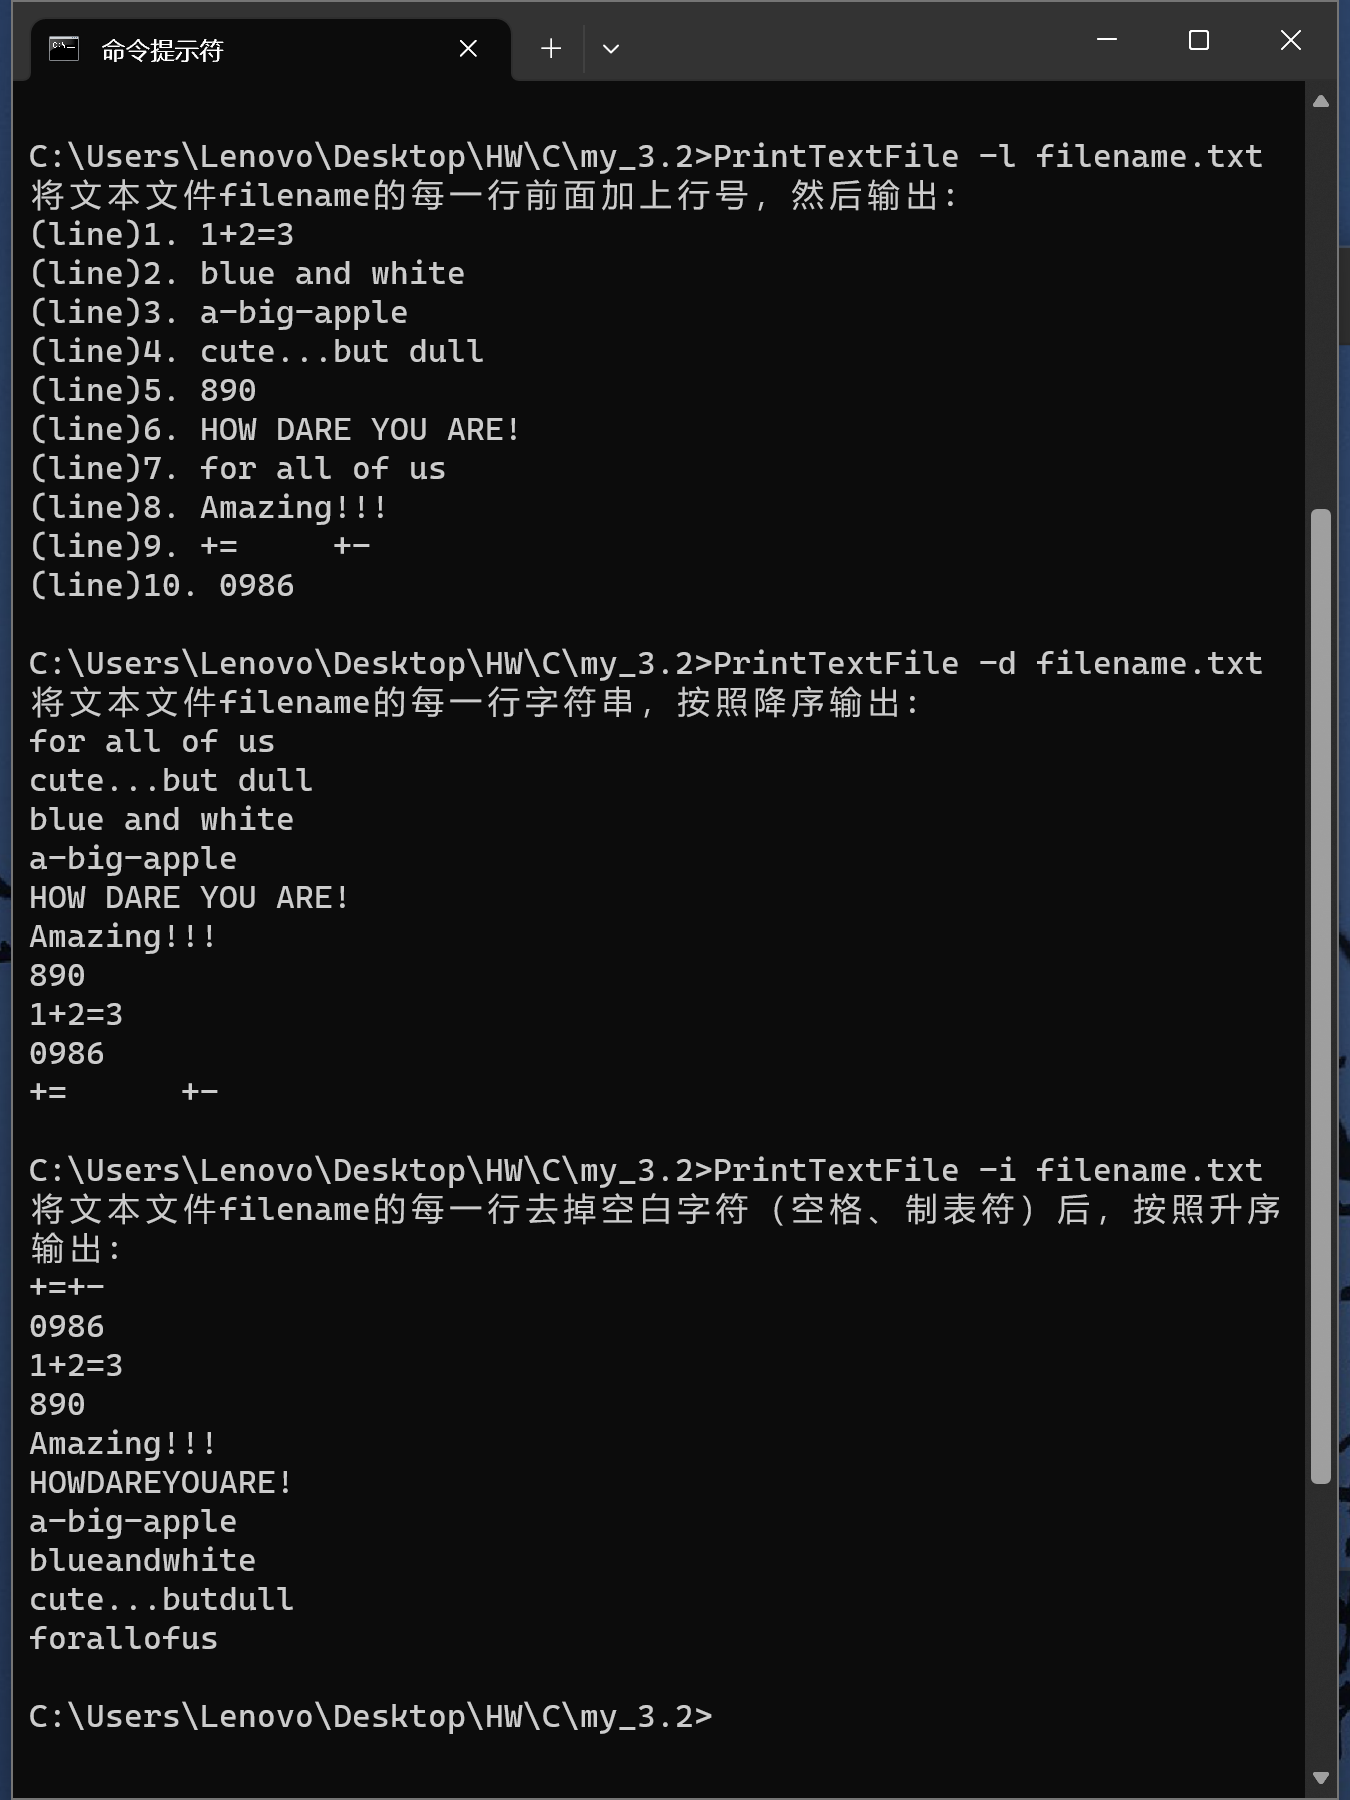 命令提示符
C:\Users\Lenovo\Desktop\HW\C\my_3.2>PrintTextFile -l filename.txt
将文本文件filename的每一行前面加上行号，然后输出：
(line)1. 1+2=3
(line)2. blue and white
(line)3. a-big-apple
(line)4. cute...but dull
(line)5. 890
(line)6. HOW DARE YOU ARE!
(line)7. for all of us
(line)8. Amazing!!!
(line)9. +=     +-
(line)10. 0986
C:\Users\Lenovo\Desktop\HW\C\my_3.2>PrintTextFile -d filename.txt
将文本文件filename的每一行字符串，按照降序输出：
for all of us
cute...but dull
blue and white
a-big-apple
HOW DARE YOU ARE!
Amazing!!!
890
1+2=3
0986
+=      +-
C:\Users\Lenovo\Desktop\HW\C\my_3.2>PrintTextFile -i filename.txt
将文本文件filename的每一行去掉空白字符（空格、制表符）后，按照升序
输出：
+=+-
0986
1+2=3
890
Amazing!!!
HOWDAREYOUARE!
a-big-apple
blueandwhite
cute...butdull
forallofus
C:\Users\Lenovo\Desktop\HW\C\my_3.2>